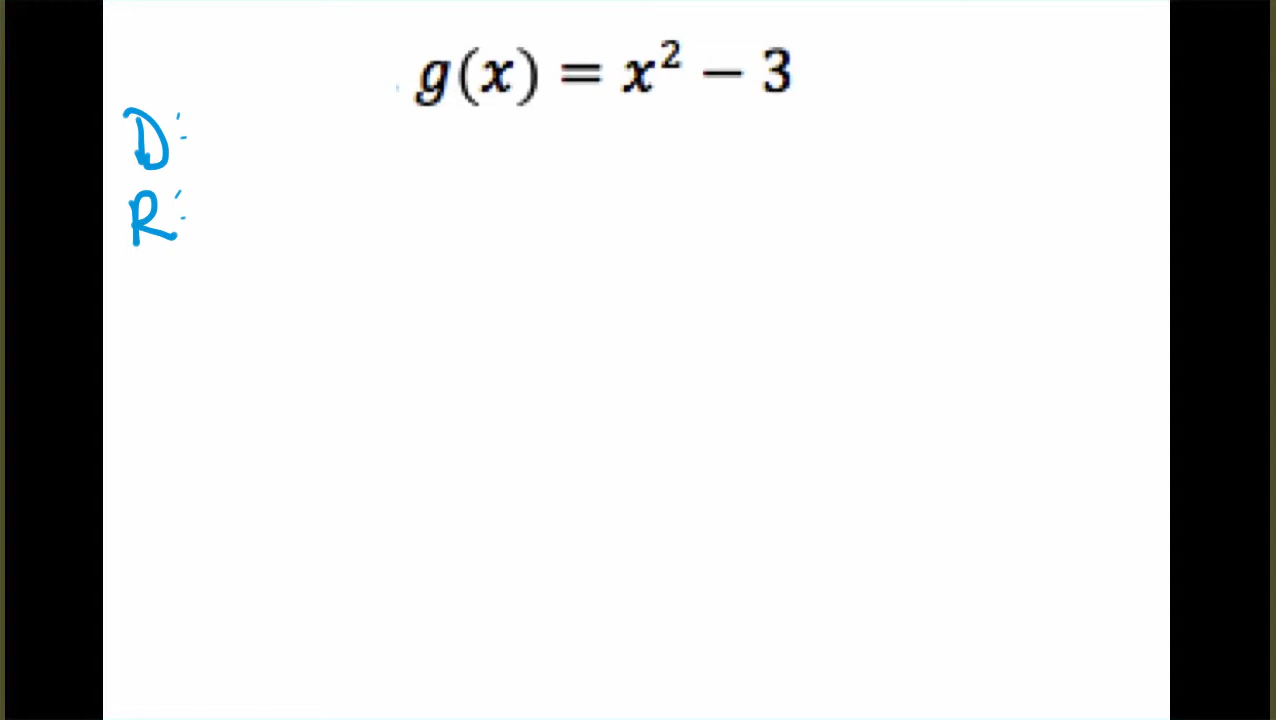 g(x) = x² − 3
D:
R: